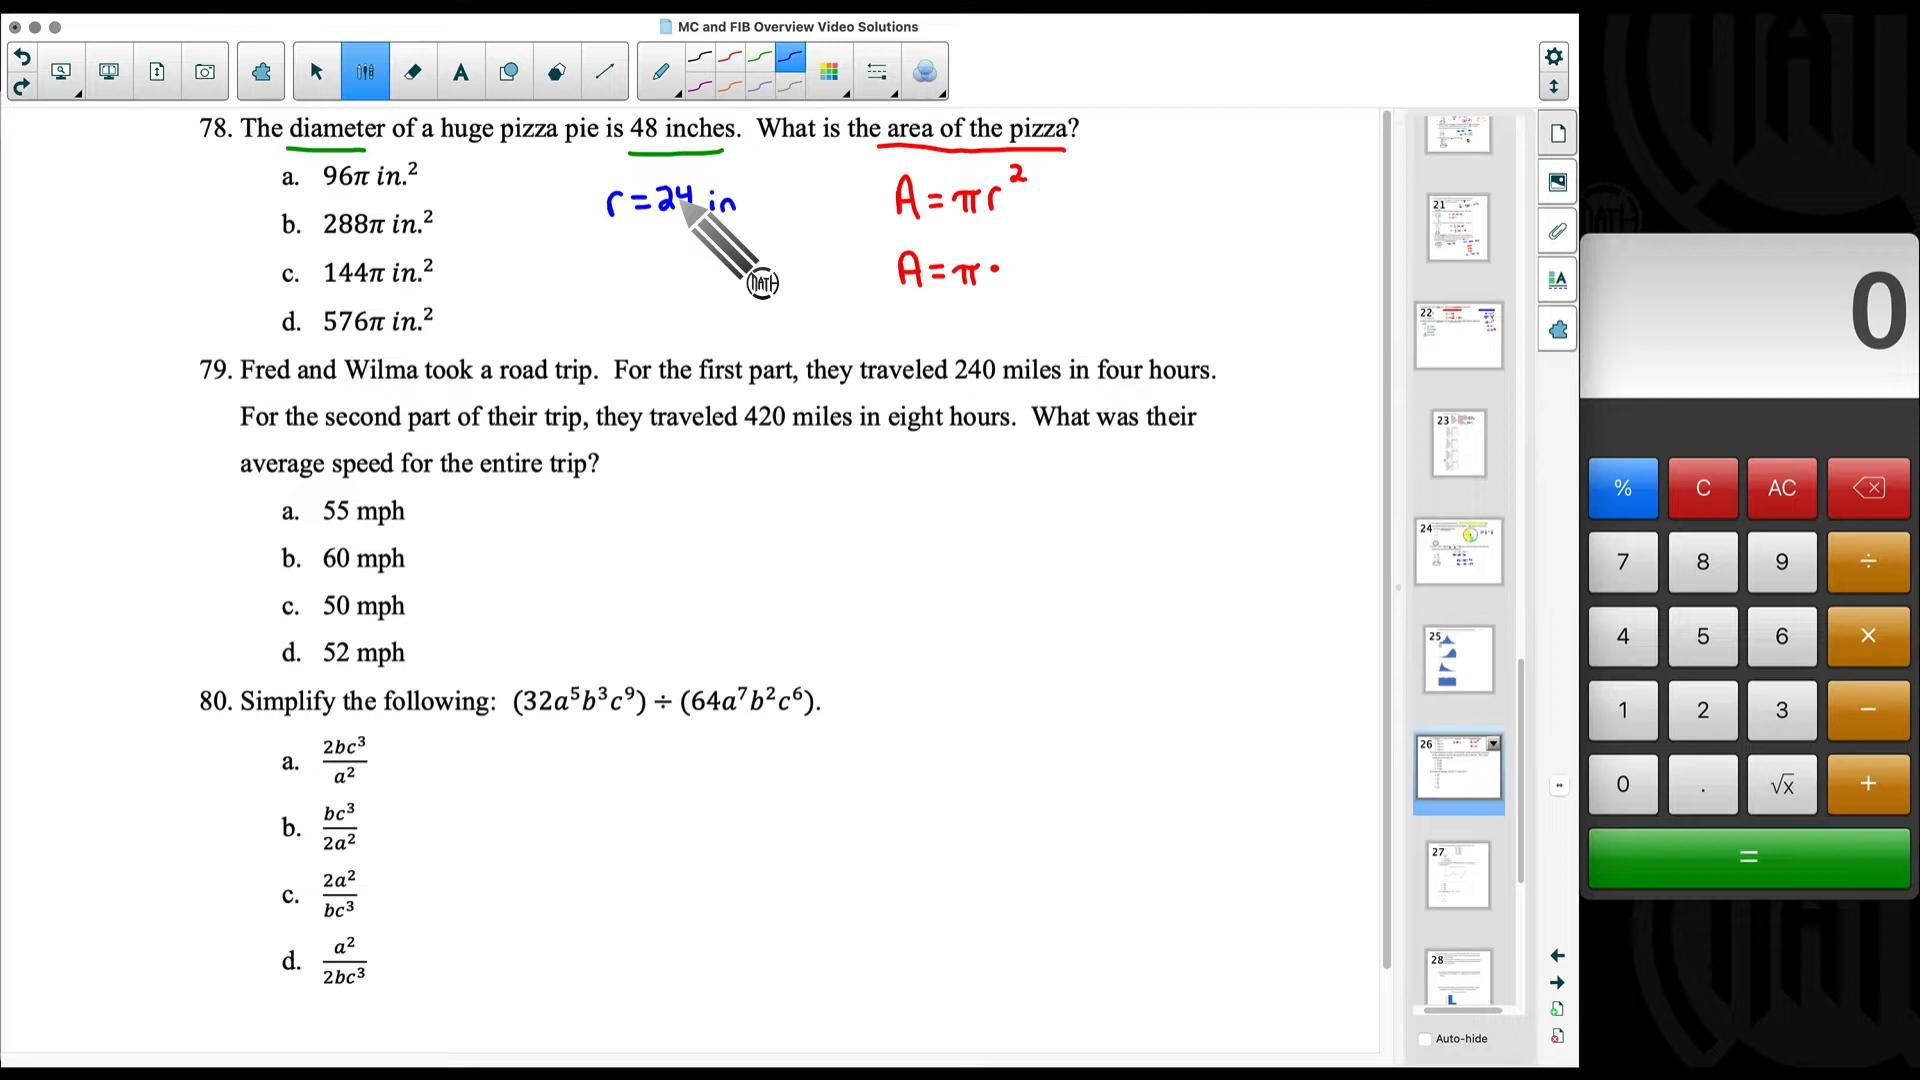 MC and FIB Overview Video Solutions
78. The diameter of a huge pizza pie is 48 inches. What is the area of the pizza?
a. 96π in.²
b. 288π in.²
c. 144π in.²
d. 576π in.²
r = 24 in
A = πr²
A = π •
MATH
79. Fred and Wilma took a road trip. For the first part, they traveled 240 miles in four hours.
For the second part of their trip, they traveled 420 miles in eight hours. What was their
average speed for the entire trip?
a. 55 mph
b. 60 mph
c. 50 mph
d. 52 mph
80. Simplify the following: (32a⁵b³c⁹) ÷ (64a⁷b²c⁶).
a. 2bc³/a²
b. bc³/2a²
c. 2a²/bc³
d. a²/2bc³
21
22
23
24
25
26
27
28
Auto-hide
0
% C AC
7 8 9 ÷
4 5 6 ×
1 2 3 −
0 . √x +
=